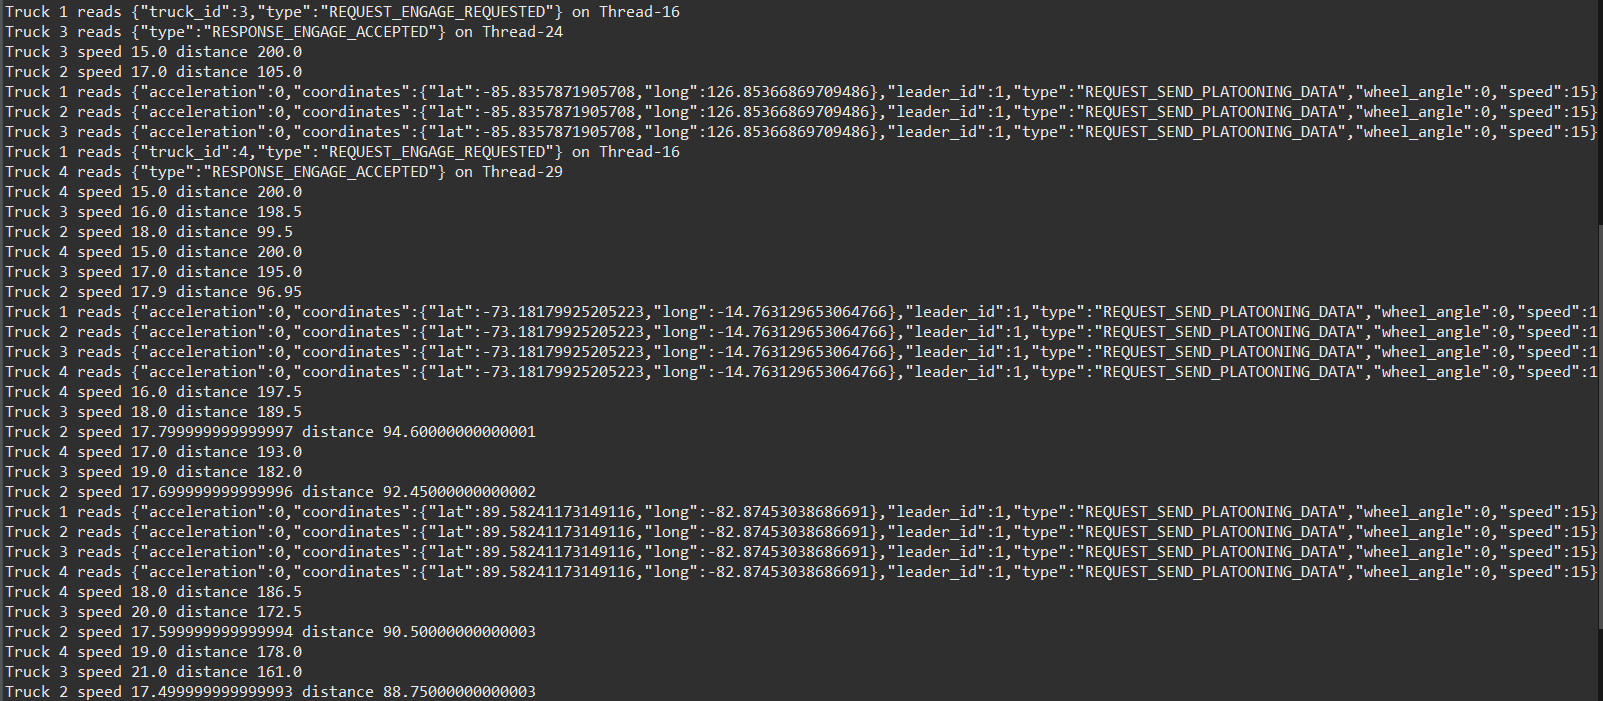 Truck 1 reads {"truck_id":3,"type":"REQUEST_ENGAGE_REQUESTED"} on Thread-16
Truck 3 reads {"type":"RESPONSE_ENGAGE_ACCEPTED"} on Thread-24
Truck 3 speed 15.0 distance 200.0
Truck 2 speed 17.0 distance 105.0
Truck 1 reads {"acceleration":0,"coordinates":{"lat":-85.8357871905708,"long":126.85366869709486},"leader_id":1,"type":"REQUEST_SEND_PLATOONING_DATA","wheel_angle":0,"speed":15}
Truck 2 reads {"acceleration":0,"coordinates":{"lat":-85.8357871905708,"long":126.85366869709486},"leader_id":1,"type":"REQUEST_SEND_PLATOONING_DATA","wheel_angle":0,"speed":15}
Truck 3 reads {"acceleration":0,"coordinates":{"lat":-85.8357871905708,"long":126.85366869709486},"leader_id":1,"type":"REQUEST_SEND_PLATOONING_DATA","wheel_angle":0,"speed":15}
Truck 1 reads {"truck_id":4,"type":"REQUEST_ENGAGE_REQUESTED"} on Thread-16
Truck 4 reads {"type":"RESPONSE_ENGAGE_ACCEPTED"} on Thread-29
Truck 4 speed 15.0 distance 200.0
Truck 3 speed 16.0 distance 198.5
Truck 2 speed 18.0 distance 99.5
Truck 4 speed 15.0 distance 200.0
Truck 3 speed 17.0 distance 195.0
Truck 2 speed 17.9 distance 96.95
Truck 1 reads {"acceleration":0,"coordinates":{"lat":-73.18179925205223,"long":-14.763129653064766},"leader_id":1,"type":"REQUEST_SEND_PLATOONING_DATA","wheel_angle":0,"speed":1
Truck 2 reads {"acceleration":0,"coordinates":{"lat":-73.18179925205223,"long":-14.763129653064766},"leader_id":1,"type":"REQUEST_SEND_PLATOONING_DATA","wheel_angle":0,"speed":1
Truck 3 reads {"acceleration":0,"coordinates":{"lat":-73.18179925205223,"long":-14.763129653064766},"leader_id":1,"type":"REQUEST_SEND_PLATOONING_DATA","wheel_angle":0,"speed":1
Truck 4 reads {"acceleration":0,"coordinates":{"lat":-73.18179925205223,"long":-14.763129653064766},"leader_id":1,"type":"REQUEST_SEND_PLATOONING_DATA","wheel_angle":0,"speed":1
Truck 4 speed 16.0 distance 197.5
Truck 3 speed 18.0 distance 189.5
Truck 2 speed 17.799999999999997 distance 94.60000000000001
Truck 4 speed 17.0 distance 193.0
Truck 3 speed 19.0 distance 182.0
Truck 2 speed 17.699999999999996 distance 92.45000000000002
Truck 1 reads {"acceleration":0,"coordinates":{"lat":89.58241173149116,"long":-82.87453038686691},"leader_id":1,"type":"REQUEST_SEND_PLATOONING_DATA","wheel_angle":0,"speed":15}
Truck 2 reads {"acceleration":0,"coordinates":{"lat":89.58241173149116,"long":-82.87453038686691},"leader_id":1,"type":"REQUEST_SEND_PLATOONING_DATA","wheel_angle":0,"speed":15}
Truck 3 reads {"acceleration":0,"coordinates":{"lat":89.58241173149116,"long":-82.87453038686691},"leader_id":1,"type":"REQUEST_SEND_PLATOONING_DATA","wheel_angle":0,"speed":15}
Truck 4 reads {"acceleration":0,"coordinates":{"lat":89.58241173149116,"long":-82.87453038686691},"leader_id":1,"type":"REQUEST_SEND_PLATOONING_DATA","wheel_angle":0,"speed":15}
Truck 4 speed 18.0 distance 186.5
Truck 3 speed 20.0 distance 172.5
Truck 2 speed 17.599999999999994 distance 90.50000000000003
Truck 4 speed 19.0 distance 178.0
Truck 3 speed 21.0 distance 161.0
Truck 2 speed 17.499999999999993 distance 88.75000000000003